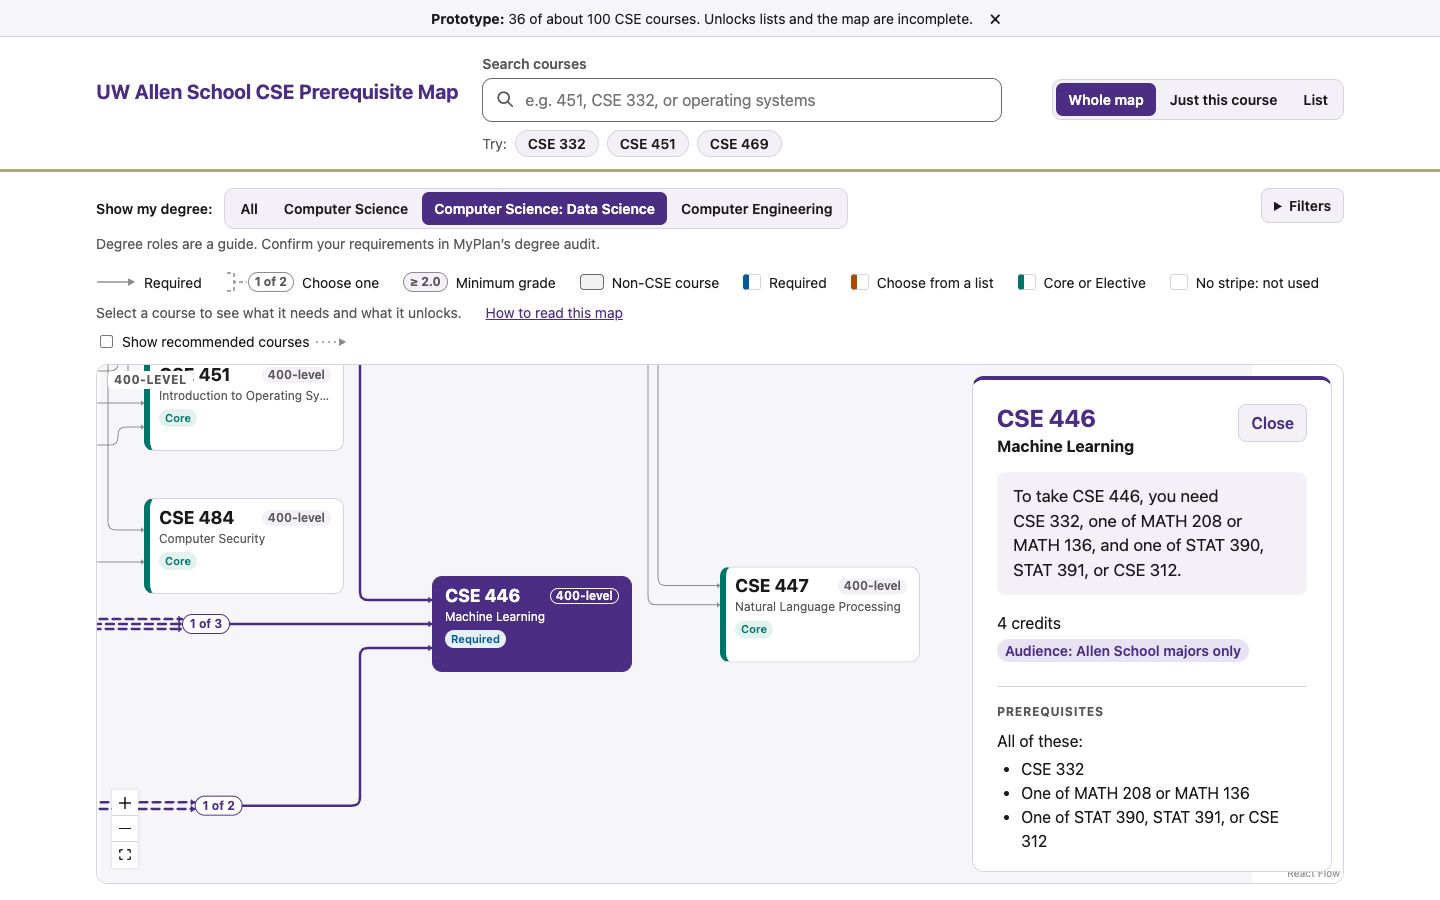 Prototype: 36 of about 100 CSE courses. Unlocks lists and the map are incomplete. ✕
UW Allen School CSE Prerequisite Map
Search courses
e.g. 451, CSE 332, or operating systems
Try: CSE 332 CSE 451 CSE 469
Whole map Just this course List
Show my degree: All Computer Science Computer Science: Data Science Computer Engineering
▶ Filters
Degree roles are a guide. Confirm your requirements in MyPlan’s degree audit.
Required 1 of 2 Choose one ≥ 2.0 Minimum grade Non-CSE course Required Choose from a list Core or Elective No stripe: not used
Select a course to see what it needs and what it unlocks. How to read this map
Show recommended courses
400-LEVEL
CSE 451 400-level
Introduction to Operating Sy...
Core
CSE 484 400-level
Computer Security
Core
1 of 3
CSE 446 400-level
Machine Learning
Required
CSE 447 400-level
Natural Language Processing
Core
1 of 2
CSE 446
Close
Machine Learning
To take CSE 446, you need
CSE 332, one of MATH 208 or
MATH 136, and one of STAT 390,
STAT 391, or CSE 312.
4 credits
Audience: Allen School majors only
PREREQUISITES
All of these:
• CSE 332
• One of MATH 208 or MATH 136
• One of STAT 390, STAT 391, or CSE
312
React Flow